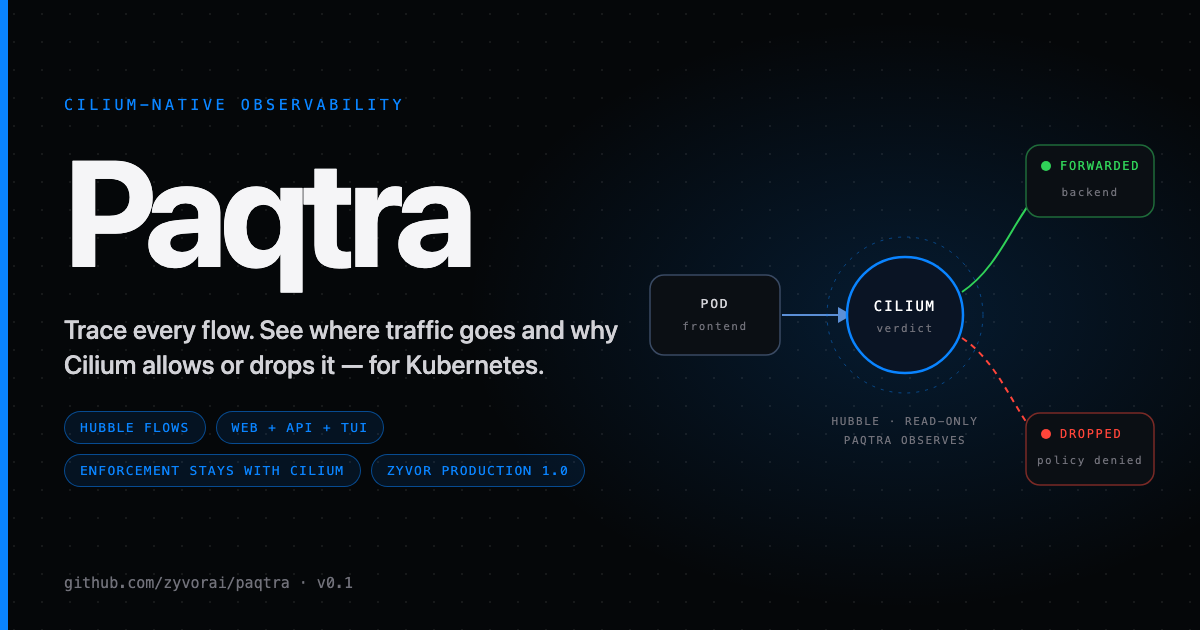 CILIUM-NATIVE OBSERVABILITY
Paqtra
Trace every flow. See where traffic goes and why
Cilium allows or drops it — for Kubernetes.
HUBBLE FLOWS
WEB + API + TUI
ENFORCEMENT STAYS WITH CILIUM
ZYVOR PRODUCTION 1.0
github.com/zyvorai/paqtra · v0.1
POD
frontend
CILIUM
verdict
HUBBLE · READ-ONLY
PAQTRA OBSERVES
FORWARDED
backend
DROPPED
policy denied